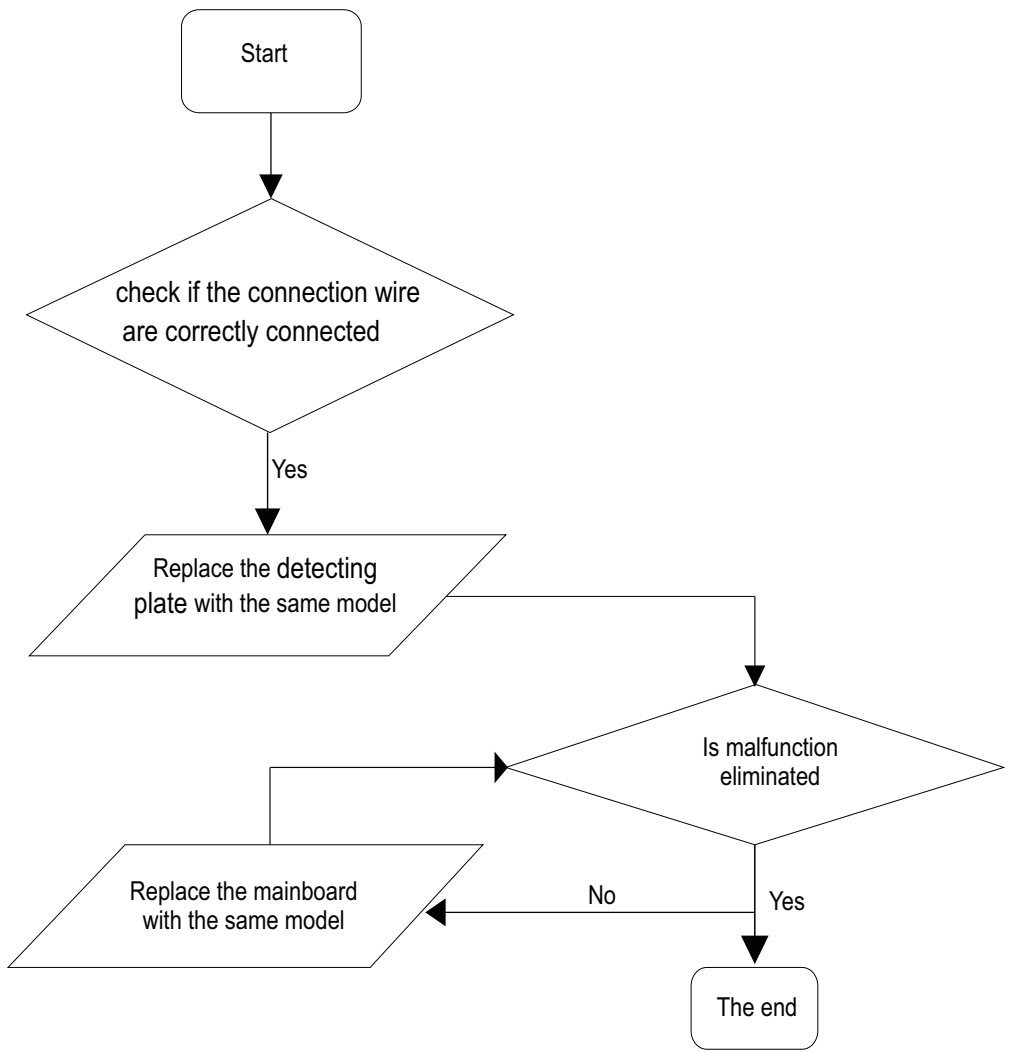 Start
check if the connection wire
are correctly connected
Yes
Replace the detecting
plate with the same model
Is malfunction
eliminated
Replace the mainboard
with the same model
No
Yes
The end